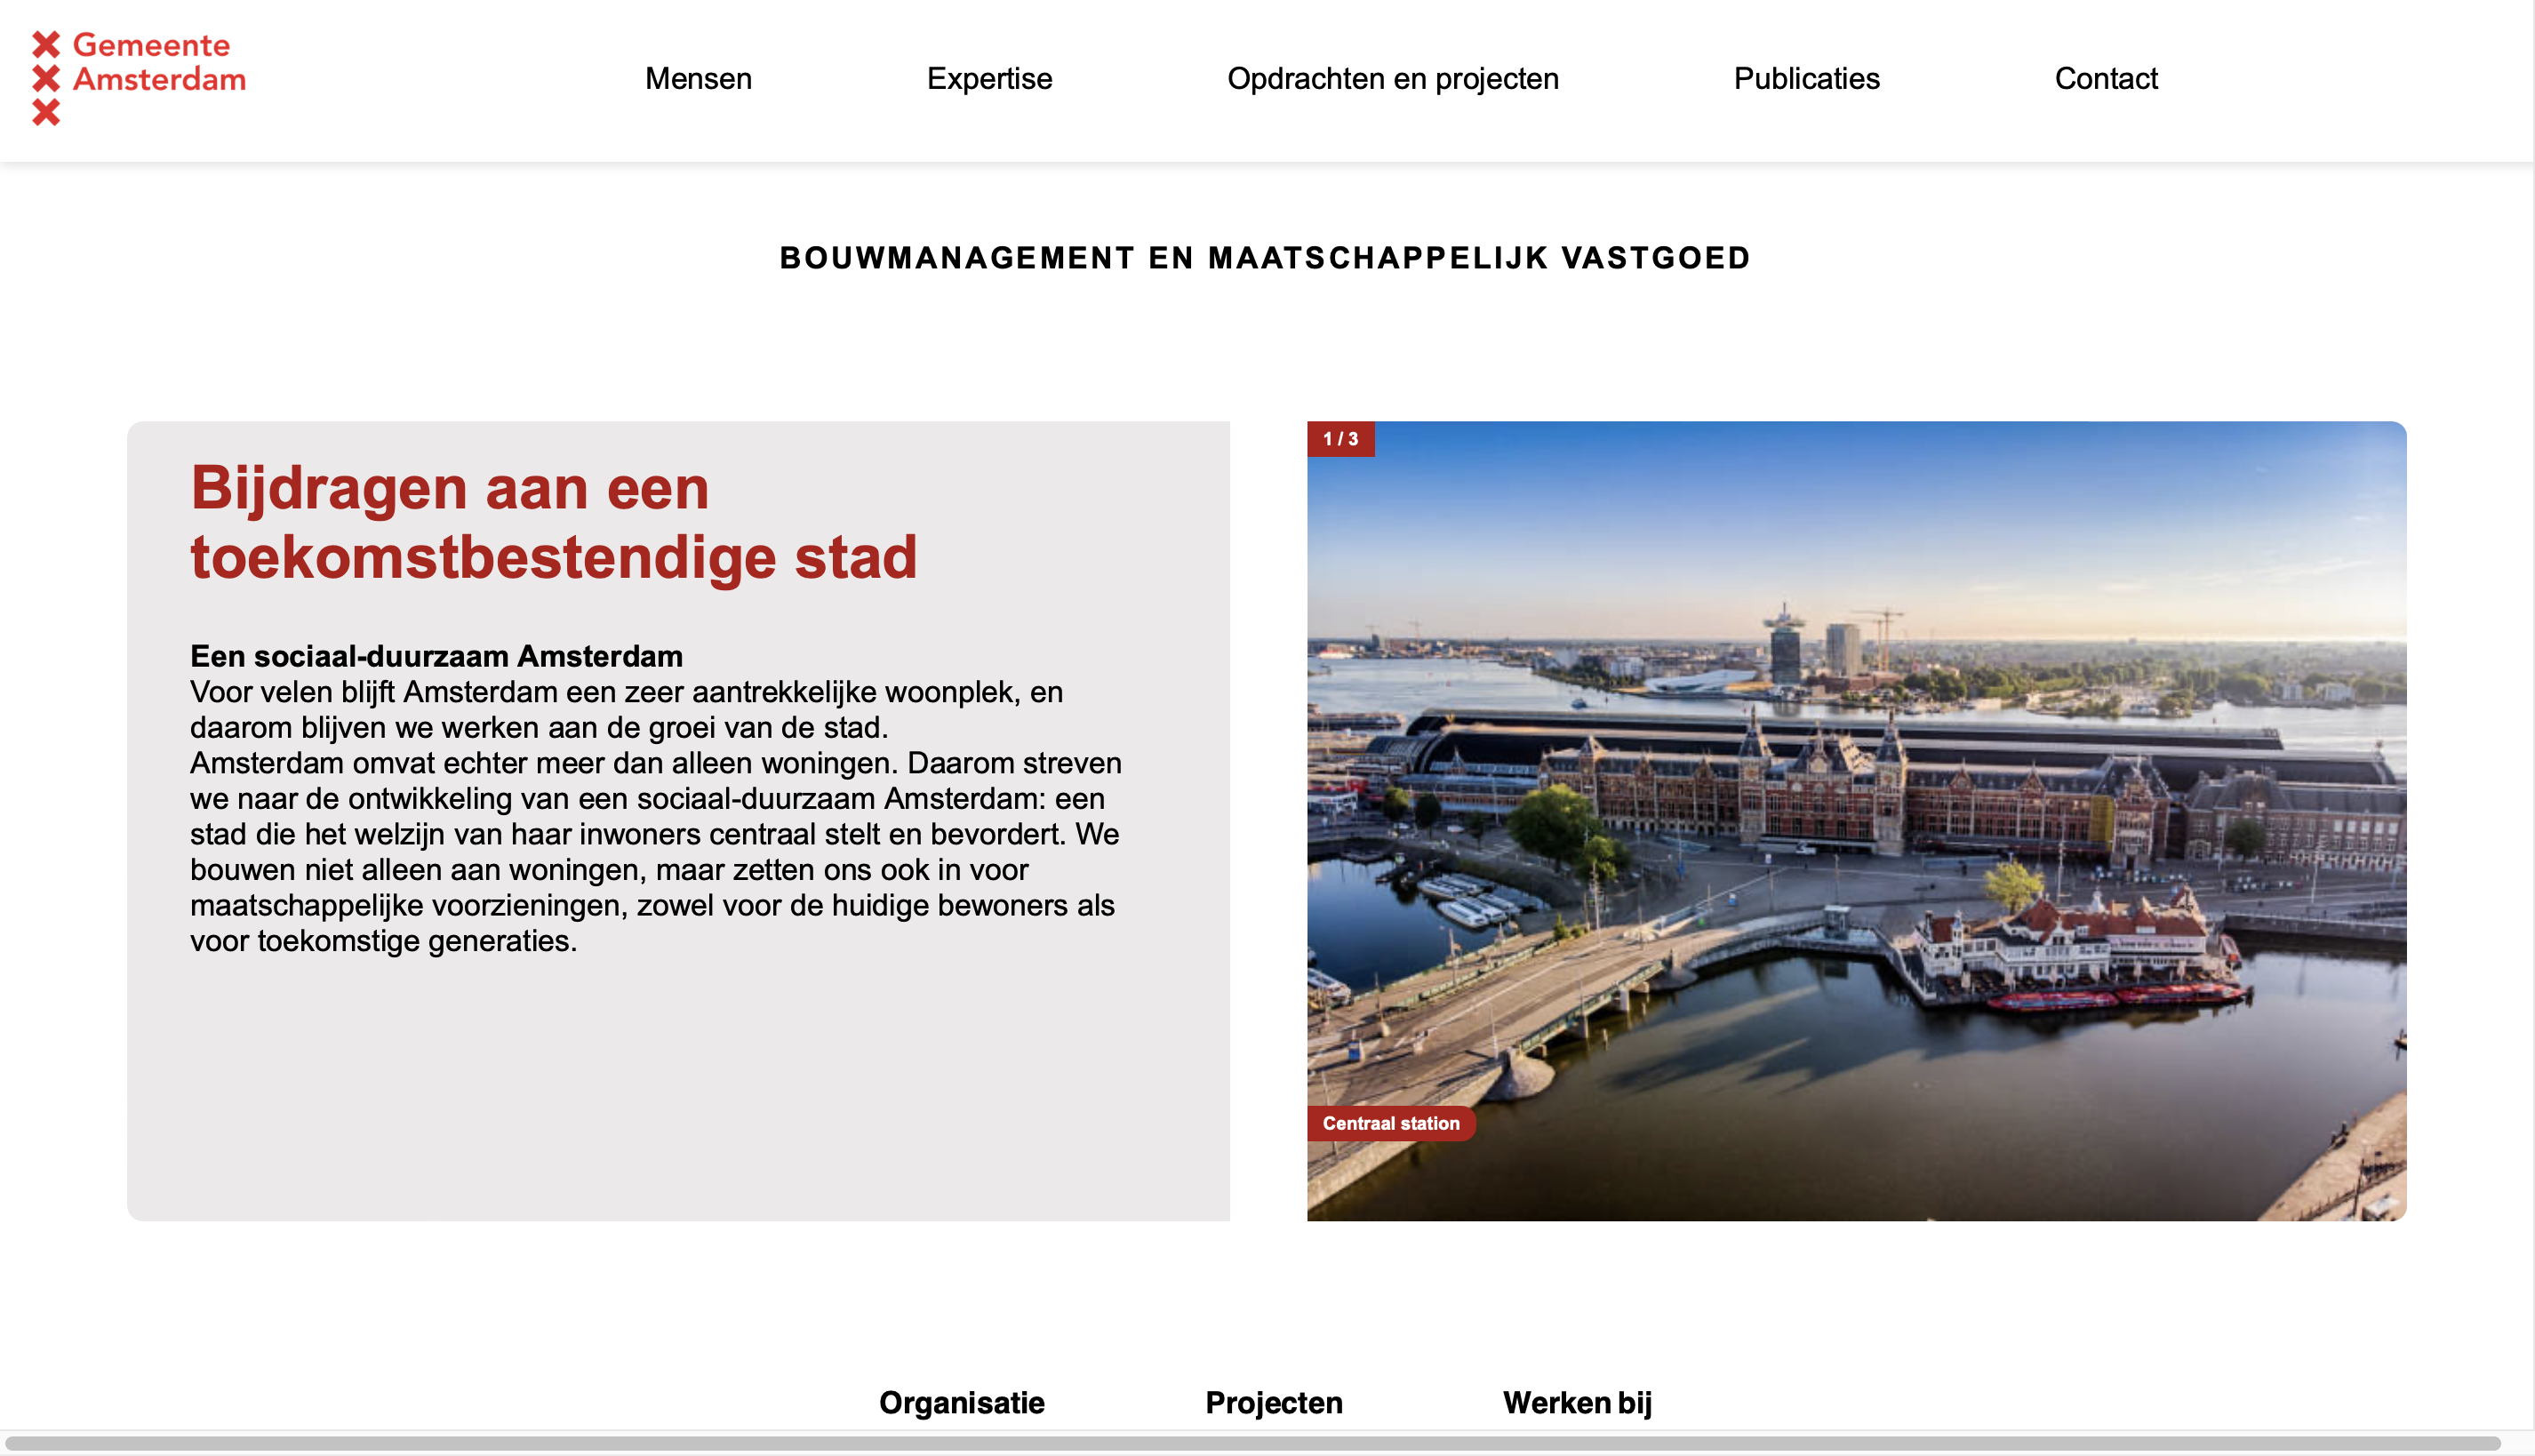 Gemeente
Amsterdam
Mensen
Expertise
Opdrachten en projecten
Publicaties
Contact
BOUWMANAGEMENT EN MAATSCHAPPELIJK VASTGOED
Bijdragen aan een
toekomstbestendige stad
Een sociaal-duurzaam Amsterdam
Voor velen blijft Amsterdam een zeer aantrekkelijke woonplek, en
daarom blijven we werken aan de groei van de stad.
Amsterdam omvat echter meer dan alleen woningen. Daarom streven
we naar de ontwikkeling van een sociaal-duurzaam Amsterdam: een
stad die het welzijn van haar inwoners centraal stelt en bevordert. We
bouwen niet alleen aan woningen, maar zetten ons ook in voor
maatschappelijke voorzieningen, zowel voor de huidige bewoners als
voor toekomstige generaties.
1 / 3
Centraal station
Organisatie
Projecten
Werken bij